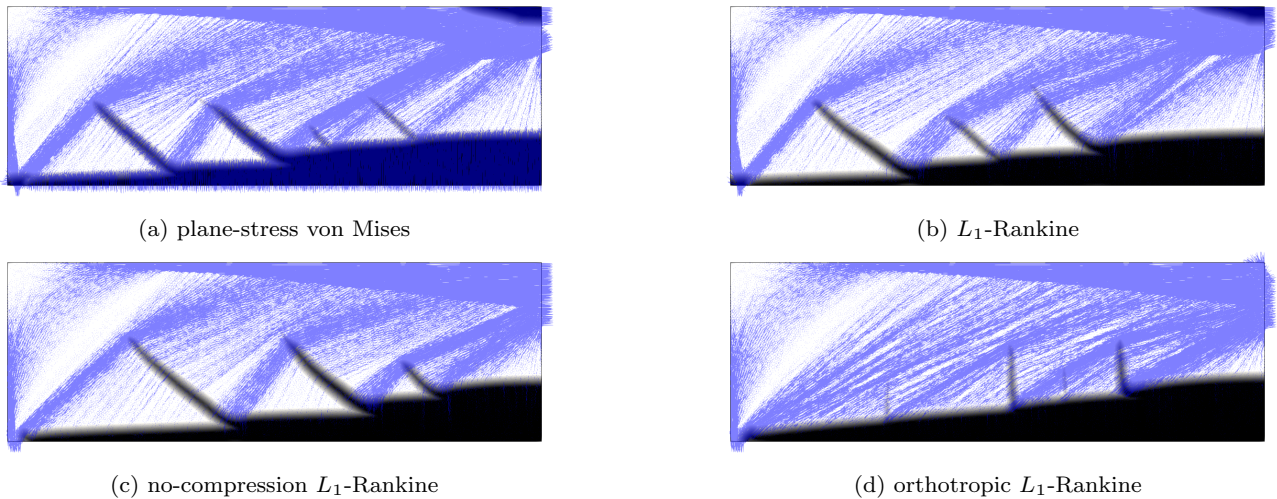 (a) plane-stress von Mises
(b) L₁-Rankine
(c) no-compression L₁-Rankine
(d) orthotropic L₁-Rankine